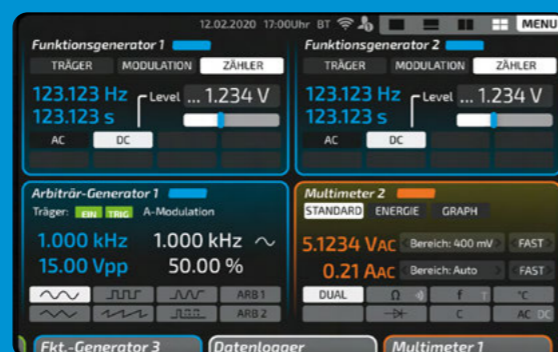 12.02.2020 17:00Uhr BT MENU
Funktionsgenerator 1
TRÄGER MODULATION ZÄHLER
123.123 Hz Level ... 1.234 V
123.123 s
AC DC
Funktionsgenerator 2
TRÄGER MODULATION ZÄHLER
123.123 Hz Level ... 1.234 V
123.123 s
AC DC
Arbiträr-Generator 1
Träger: EIN TRIG A-Modulation
1.000 kHz 1.000 kHz
15.00 Vpp 50.00 %
ARB 1
ARB 2
Multimeter 2
STANDARD ENERGIE GRAPH
5.1234 VAC Bereich: 400 mV FAST
0.21 AAC Bereich: Auto FAST
DUAL Ω f T °C
C AC DC
Fkt.-Generator 3
Datenlogger
Multimeter 1